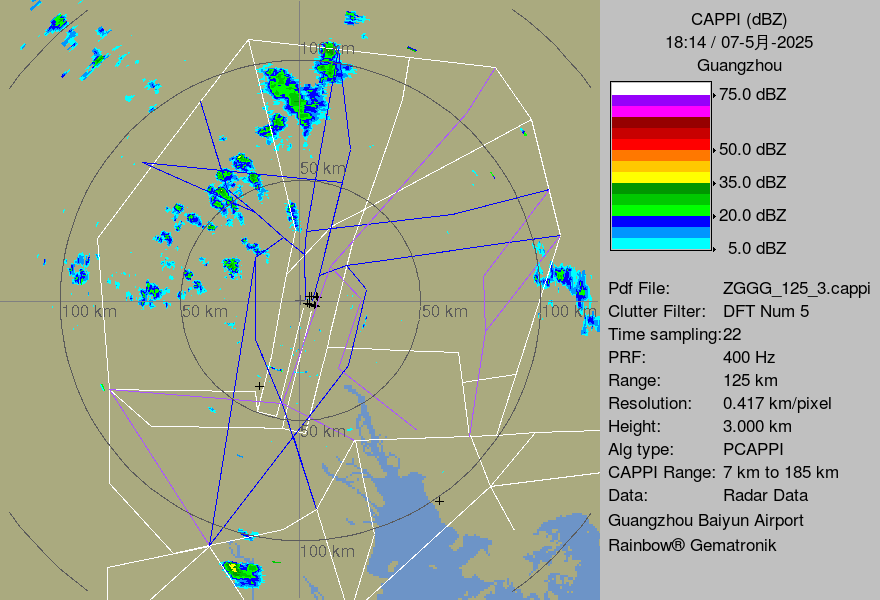 CAPPI (dBZ)
18:14 / 07-5月-2025
Guangzhou
75.0 dBZ
50.0 dBZ
35.0 dBZ
20.0 dBZ
5.0 dBZ
Pdf File: ZGGG_125_3.cappi
Clutter Filter: DFT Num 5
Time sampling:22
PRF: 400 Hz
Range: 125 km
Resolution: 0.417 km/pixel
Height: 3.000 km
Alg type: PCAPPI
CAPPI Range: 7 km to 185 km
Data: Radar Data
Guangzhou Baiyun Airport
Rainbow® Gematronik
100 km
50 km
100 km
50 km
50 km
100 km
50 km
100 km